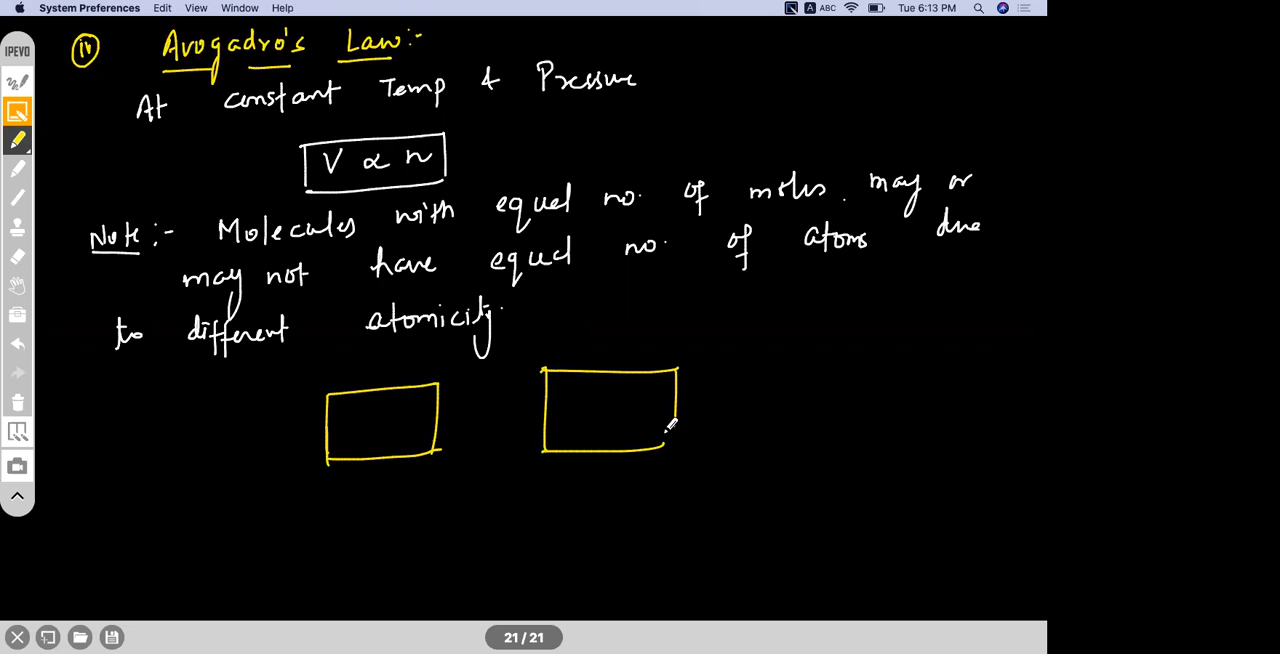 System Preferences Edit View Window Help
A ABC Tue 6:13 PM
IPEVO
iv Avogadro's Law:-
At constant Temp & Pressure
V ∝ n
Note:- Molecules with equal no. of moles. may or
may not have equal no. of atoms due
to different atomicity.
21 / 21